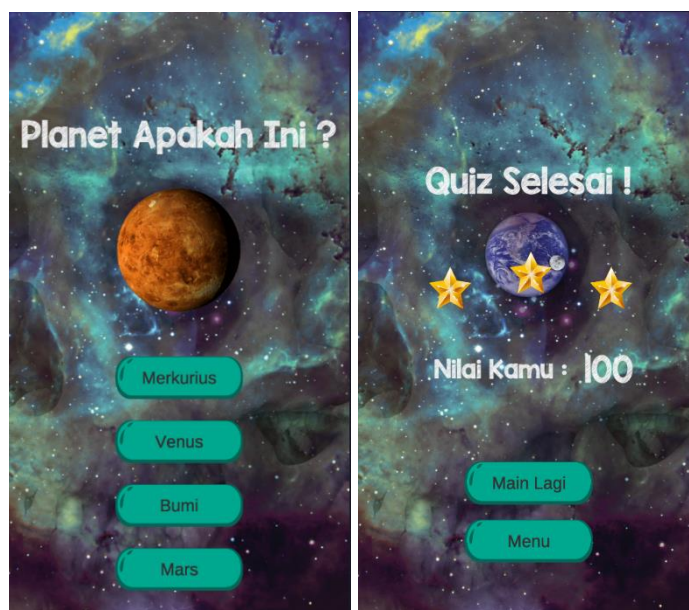 Planet Apakah Ini ?
Merkurius
Venus
Bumi
Mars
Quiz Selesai !
Nilai Kamu : 100
Main Lagi
Menu